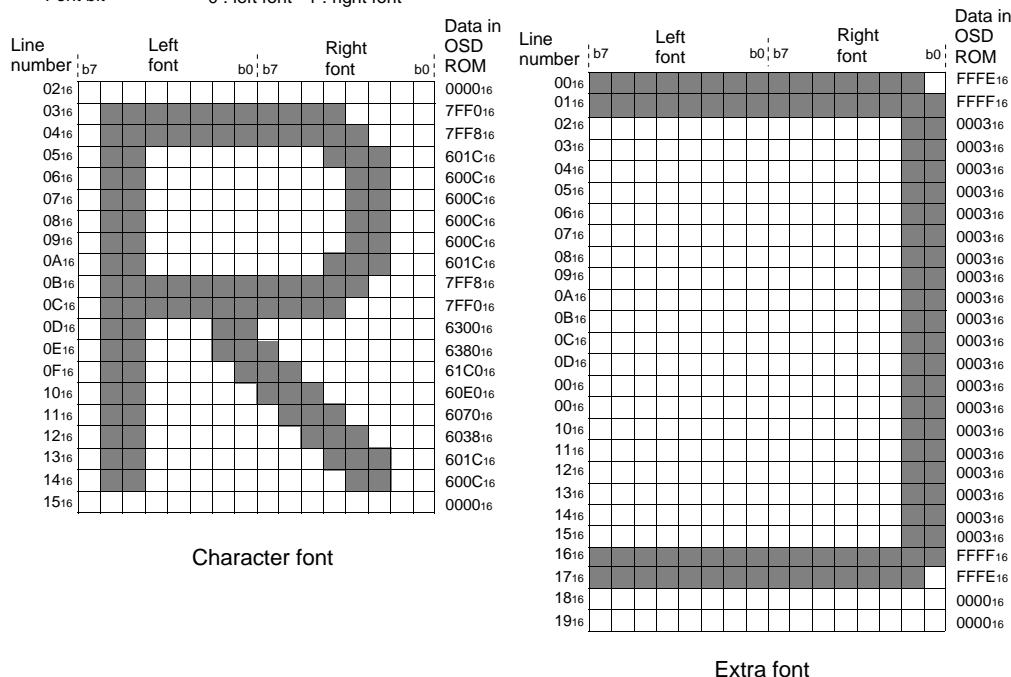 0 : left font 1 : right font
Line number
Left font
Right font
Data in OSD ROM
b7 b0 b7 b0
02₁₆ 0000₁₆
03₁₆ 7FF0₁₆
04₁₆ 7FF8₁₆
05₁₆ 601C₁₆
06₁₆ 600C₁₆
07₁₆ 600C₁₆
08₁₆ 600C₁₆
09₁₆ 600C₁₆
0A₁₆ 601C₁₆
0B₁₆ 7FF8₁₆
0C₁₆ 7FF0₁₆
0D₁₆ 6300₁₆
0E₁₆ 6380₁₆
0F₁₆ 61C0₁₆
10₁₆ 60E0₁₆
11₁₆ 6070₁₆
12₁₆ 6038₁₆
13₁₆ 601C₁₆
14₁₆ 600C₁₆
15₁₆ 0000₁₆
Character font
Line number
Left font
Right font
Data in OSD ROM
b7 b0 b7 b0
00₁₆ FFFE₁₆
01₁₆ FFFF₁₆
02₁₆ 0003₁₆
03₁₆ 0003₁₆
04₁₆ 0003₁₆
05₁₆ 0003₁₆
06₁₆ 0003₁₆
07₁₆ 0003₁₆
08₁₆ 0003₁₆
09₁₆ 0003₁₆
0A₁₆ 0003₁₆
0B₁₆ 0003₁₆
0C₁₆ 0003₁₆
0D₁₆ 0003₁₆
00₁₆ 0003₁₆
00₁₆ 0003₁₆
10₁₆ 0003₁₆
11₁₆ 0003₁₆
12₁₆ 0003₁₆
13₁₆ 0003₁₆
14₁₆ 0003₁₆
15₁₆ 0003₁₆
16₁₆ FFFF₁₆
17₁₆ FFFE₁₆
18₁₆ 0000₁₆
19₁₆ 0000₁₆
Extra font